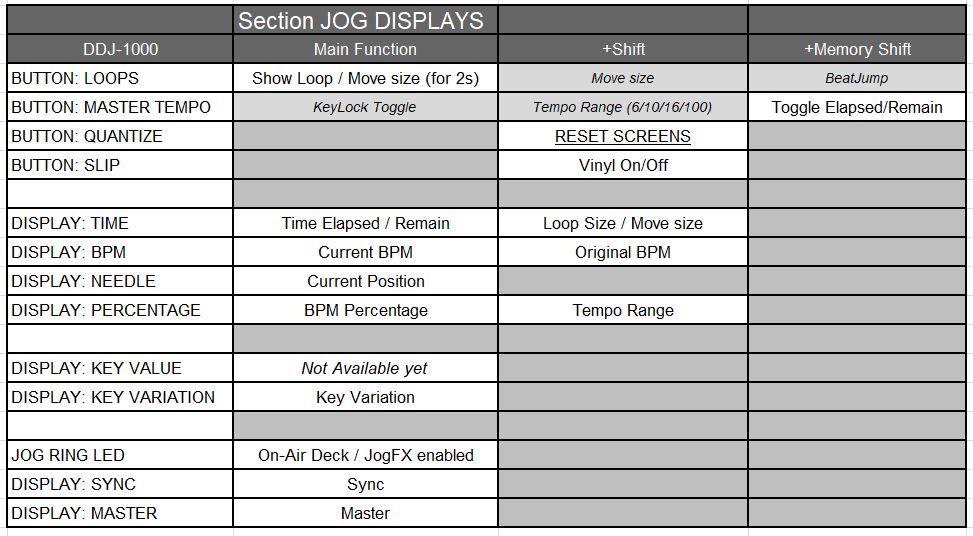 Section JOG DISPLAYS
DDJ-1000 Main Function +Shift +Memory Shift
BUTTON: LOOPS Show Loop / Move size (for 2s) Move size BeatJump
BUTTON: MASTER TEMPO KeyLock Toggle Tempo Range (6/10/16/100) Toggle Elapsed/Remain
BUTTON: QUANTIZE RESET SCREENS
BUTTON: SLIP Vinyl On/Off
DISPLAY: TIME Time Elapsed / Remain Loop Size / Move size
DISPLAY: BPM Current BPM Original BPM
DISPLAY: NEEDLE Current Position
DISPLAY: PERCENTAGE BPM Percentage Tempo Range
DISPLAY: KEY VALUE Not Available yet
DISPLAY: KEY VARIATION Key Variation
JOG RING LED On-Air Deck / JogFX enabled
DISPLAY: SYNC Sync
DISPLAY: MASTER Master